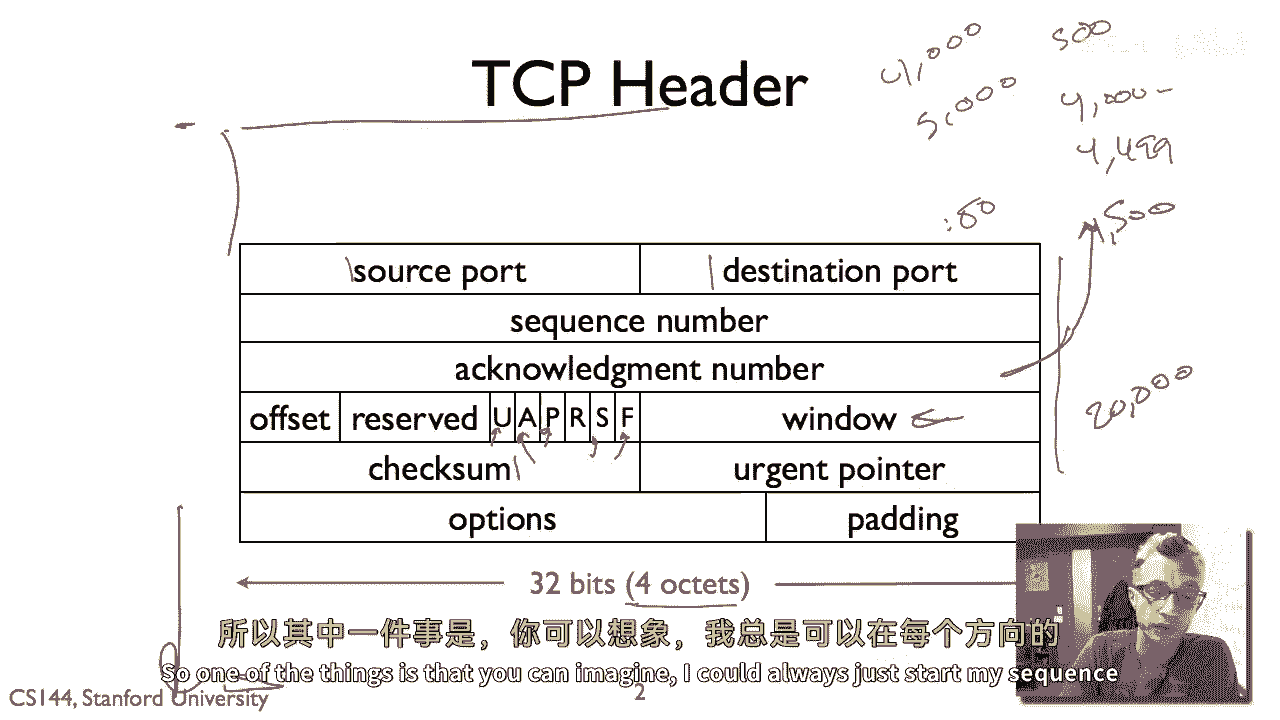 TCP Header
4,000
500
5,000
4,000-
4,499
:80
4,500
source port destination port
sequence number
acknowledgment number
offset reserved U A P R S F window
20,000
checksum urgent pointer
options padding
32 bits (4 octets)
所以其中一件事是，你可以想象，我总是可以在每个方向的
So one of the things is that you can imagine, I could always just start my sequence
CS144, Stanford University 2